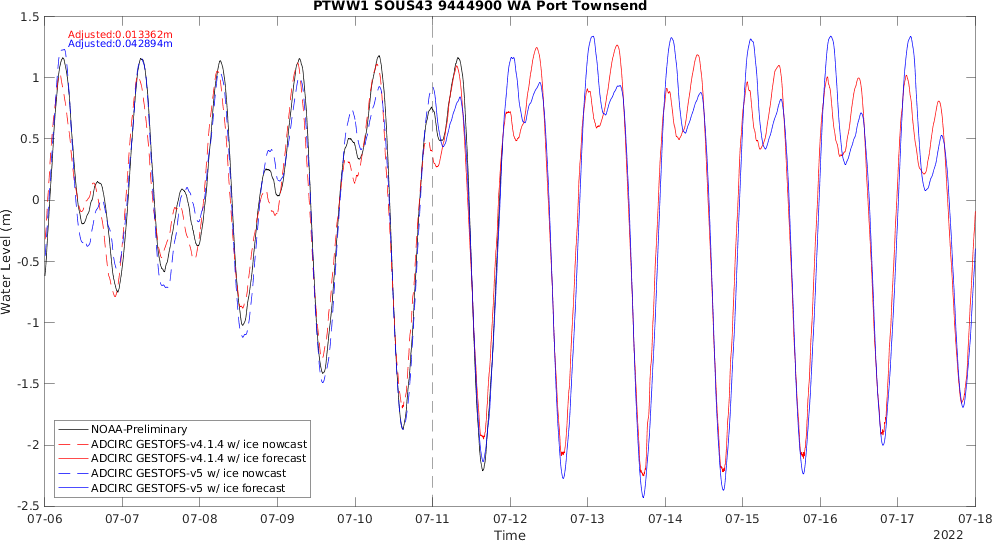 PTWW1 SOUS43 9444900 WA Port Townsend
Adjusted:0.013362m
Adjusted:0.042894m
1.5
1
0.5
0
-0.5
-1
-1.5
-2
-2.5
Water Level (m)
NOAA-Preliminary
ADCIRC GESTOFS-v4.1.4 w/ ice nowcast
ADCIRC GESTOFS-v4.1.4 w/ ice forecast
ADCIRC GESTOFS-v5 w/ ice nowcast
ADCIRC GESTOFS-v5 w/ ice forecast
07-06 07-07 07-08 07-09 07-10 07-11 07-12 07-13 07-14 07-15 07-16 07-17 07-18
Time
2022